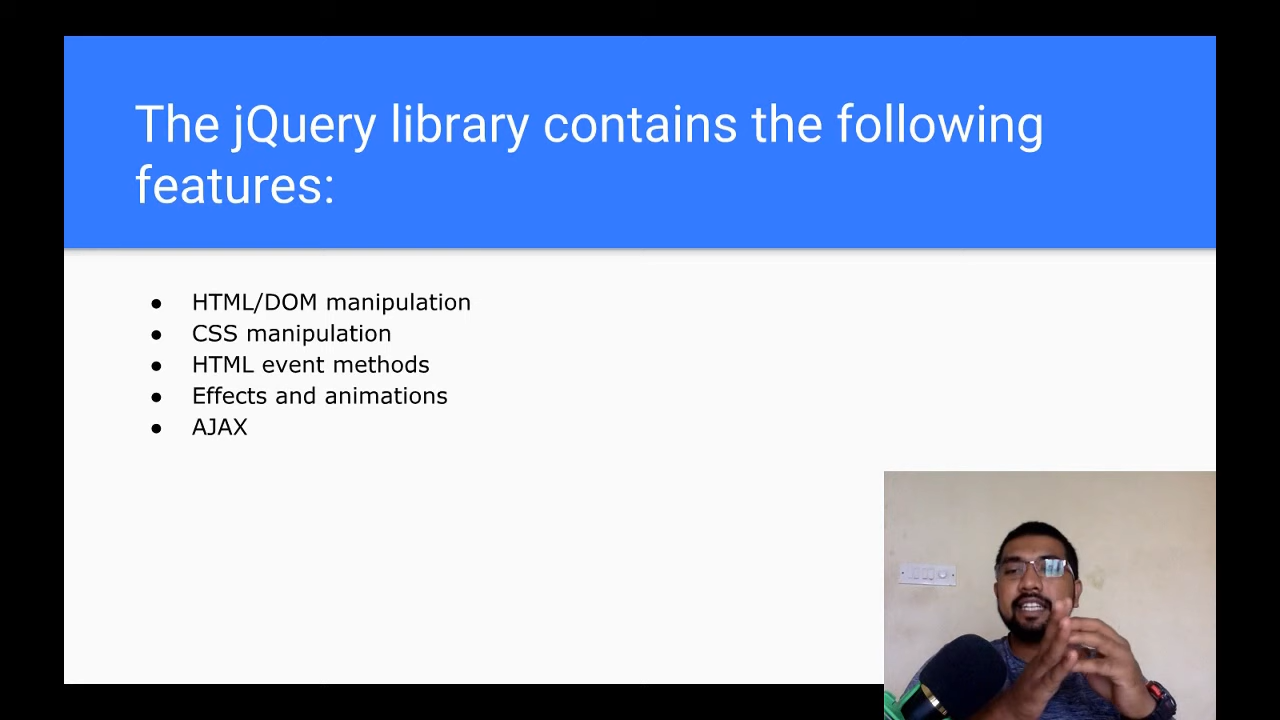 The jQuery library contains the following
features:
● HTML/DOM manipulation
● CSS manipulation
● HTML event methods
● Effects and animations
● AJAX